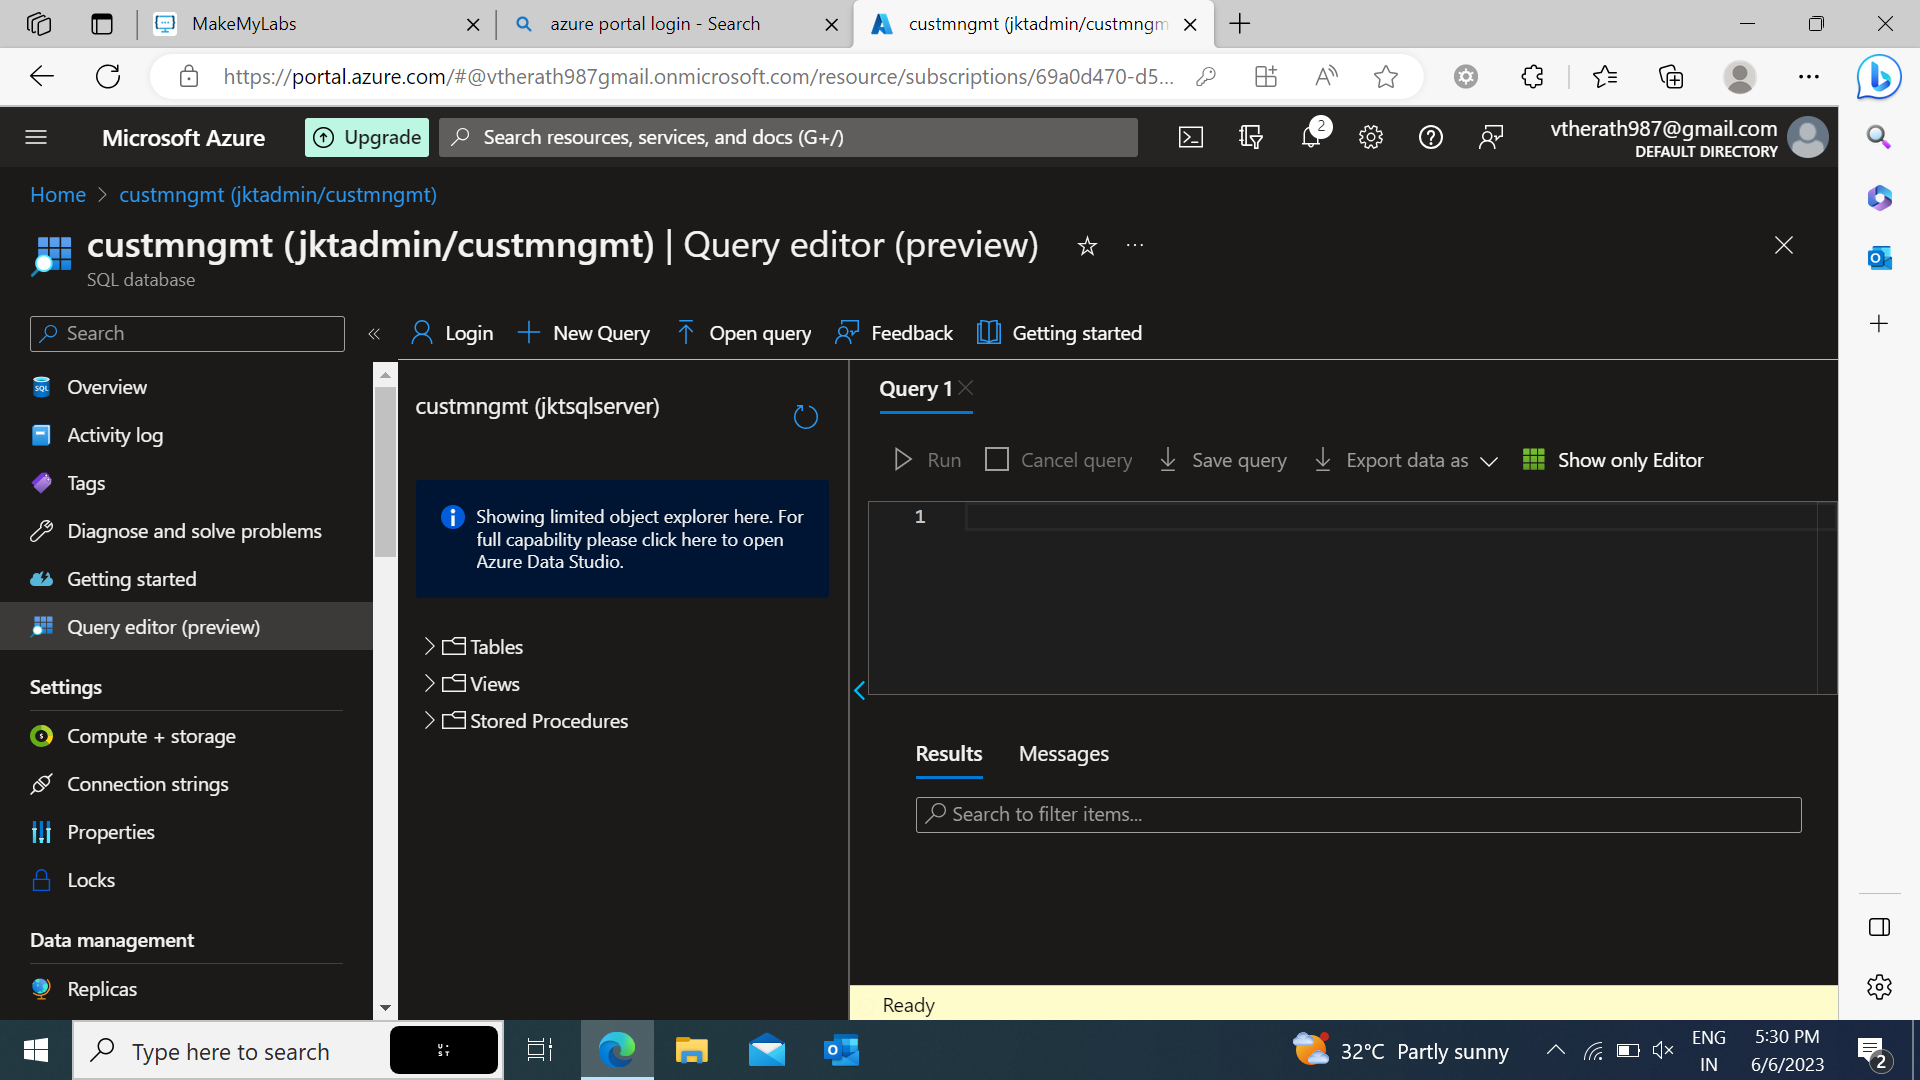 MakeMyLabs
azure portal login - Search
custmngmt (jktadmin/custmngm
https://portal.azure.com/#@vtherath987gmail.onmicrosoft.com/resource/subscriptions/69a0d470-d5...
Microsoft Azure
Upgrade
Search resources, services, and docs (G+/)
2
vtherath987@gmail.com
DEFAULT DIRECTORY
Home > custmngmt (jktadmin/custmngmt)
custmngmt (jktadmin/custmngmt) | Query editor (preview)
SQL database
Search
Login
New Query
Open query
Feedback
Getting started
Overview
Activity log
Tags
Diagnose and solve problems
Getting started
Query editor (preview)
Settings
Compute + storage
Connection strings
Properties
Locks
Data management
Replicas
custmngmt (jktsqlserver)
Showing limited object explorer here. For
full capability please click here to open
Azure Data Studio.
Tables
Views
Stored Procedures
Query 1
Run
Cancel query
Save query
Export data as
Show only Editor
1
Results
Messages
Search to filter items...
Ready
Type here to search
32°C Partly sunny
ENG
IN
5:30 PM
6/6/2023
2